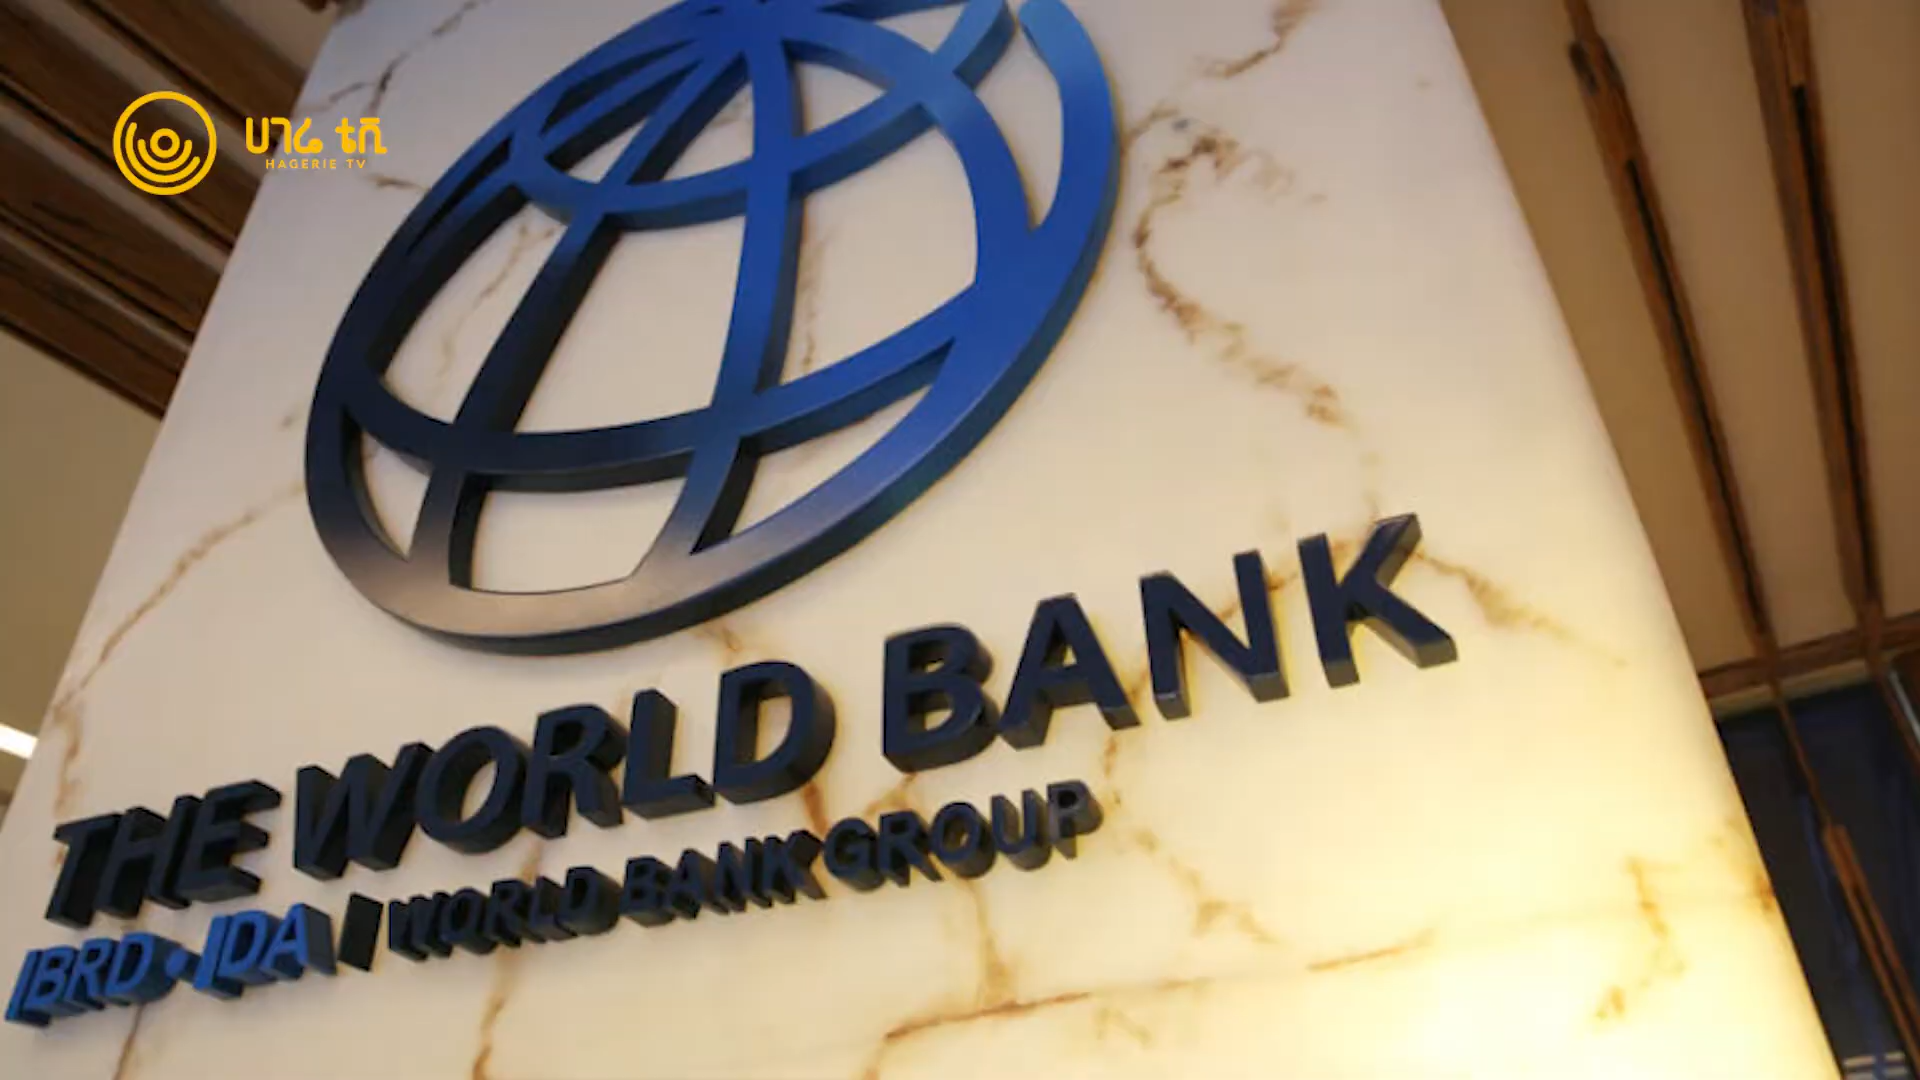 ሀገሬ ቲቪ
HAGERIE TV
THE WORLD BANK
IBRD • IDA | WORLD BANK GROUP